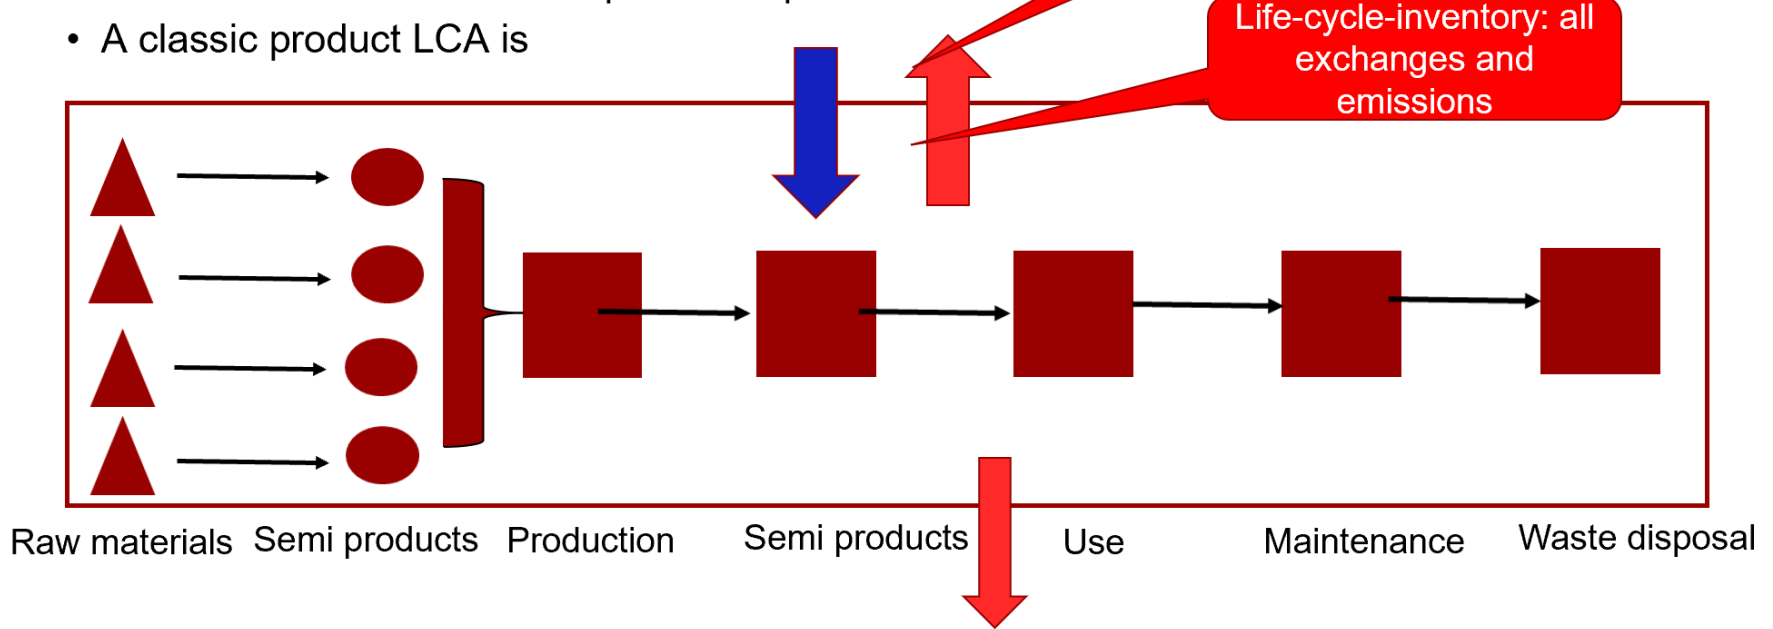 • A classic product LCA is
Life-cycle-inventory: all
exchanges and
emissions
Raw materials
Semi products
Production
Semi products
Use
Maintenance
Waste disposal